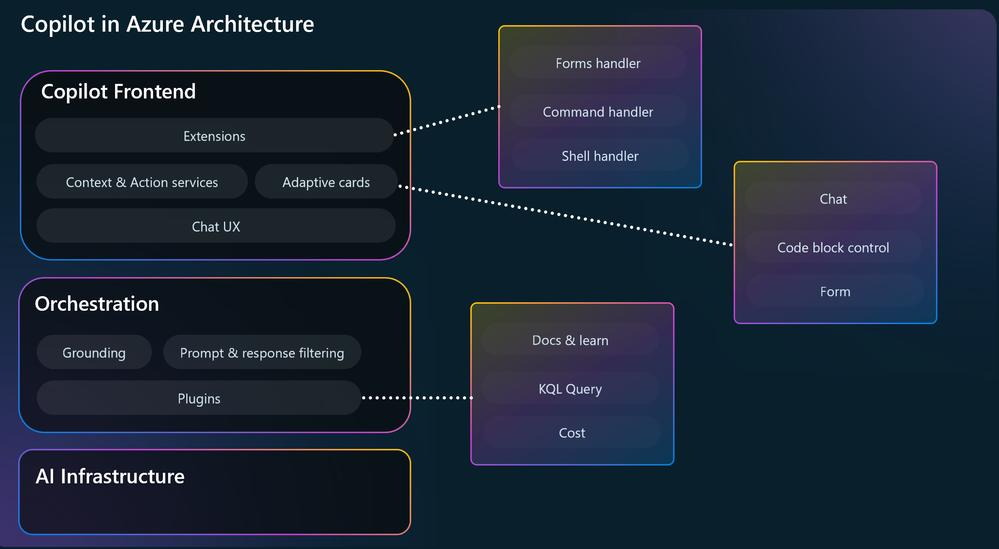 Copilot in Azure Architecture
Copilot Frontend
Extensions
Context & Action services
Adaptive cards
Chat UX
Forms handler
Command handler
Shell handler
Chat
Code block control
Form
Orchestration
Grounding
Prompt & response filtering
Plugins
Docs & learn
KQL Query
Cost
AI Infrastructure